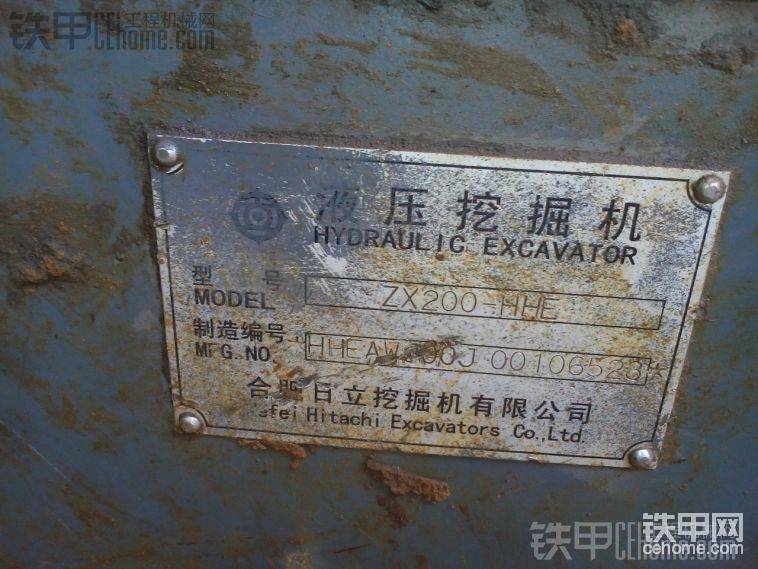 铁甲 工程机械网
CEhome.com
液压挖掘机
HYDRAULIC EXCAVATOR
型号
MODEL
ZX200-HHE
制造编号
MFG.NO.
00106523
合肥日立挖掘机有限公司
Hitachi Excavators Co.,Ltd.
铁甲网
cehome.com